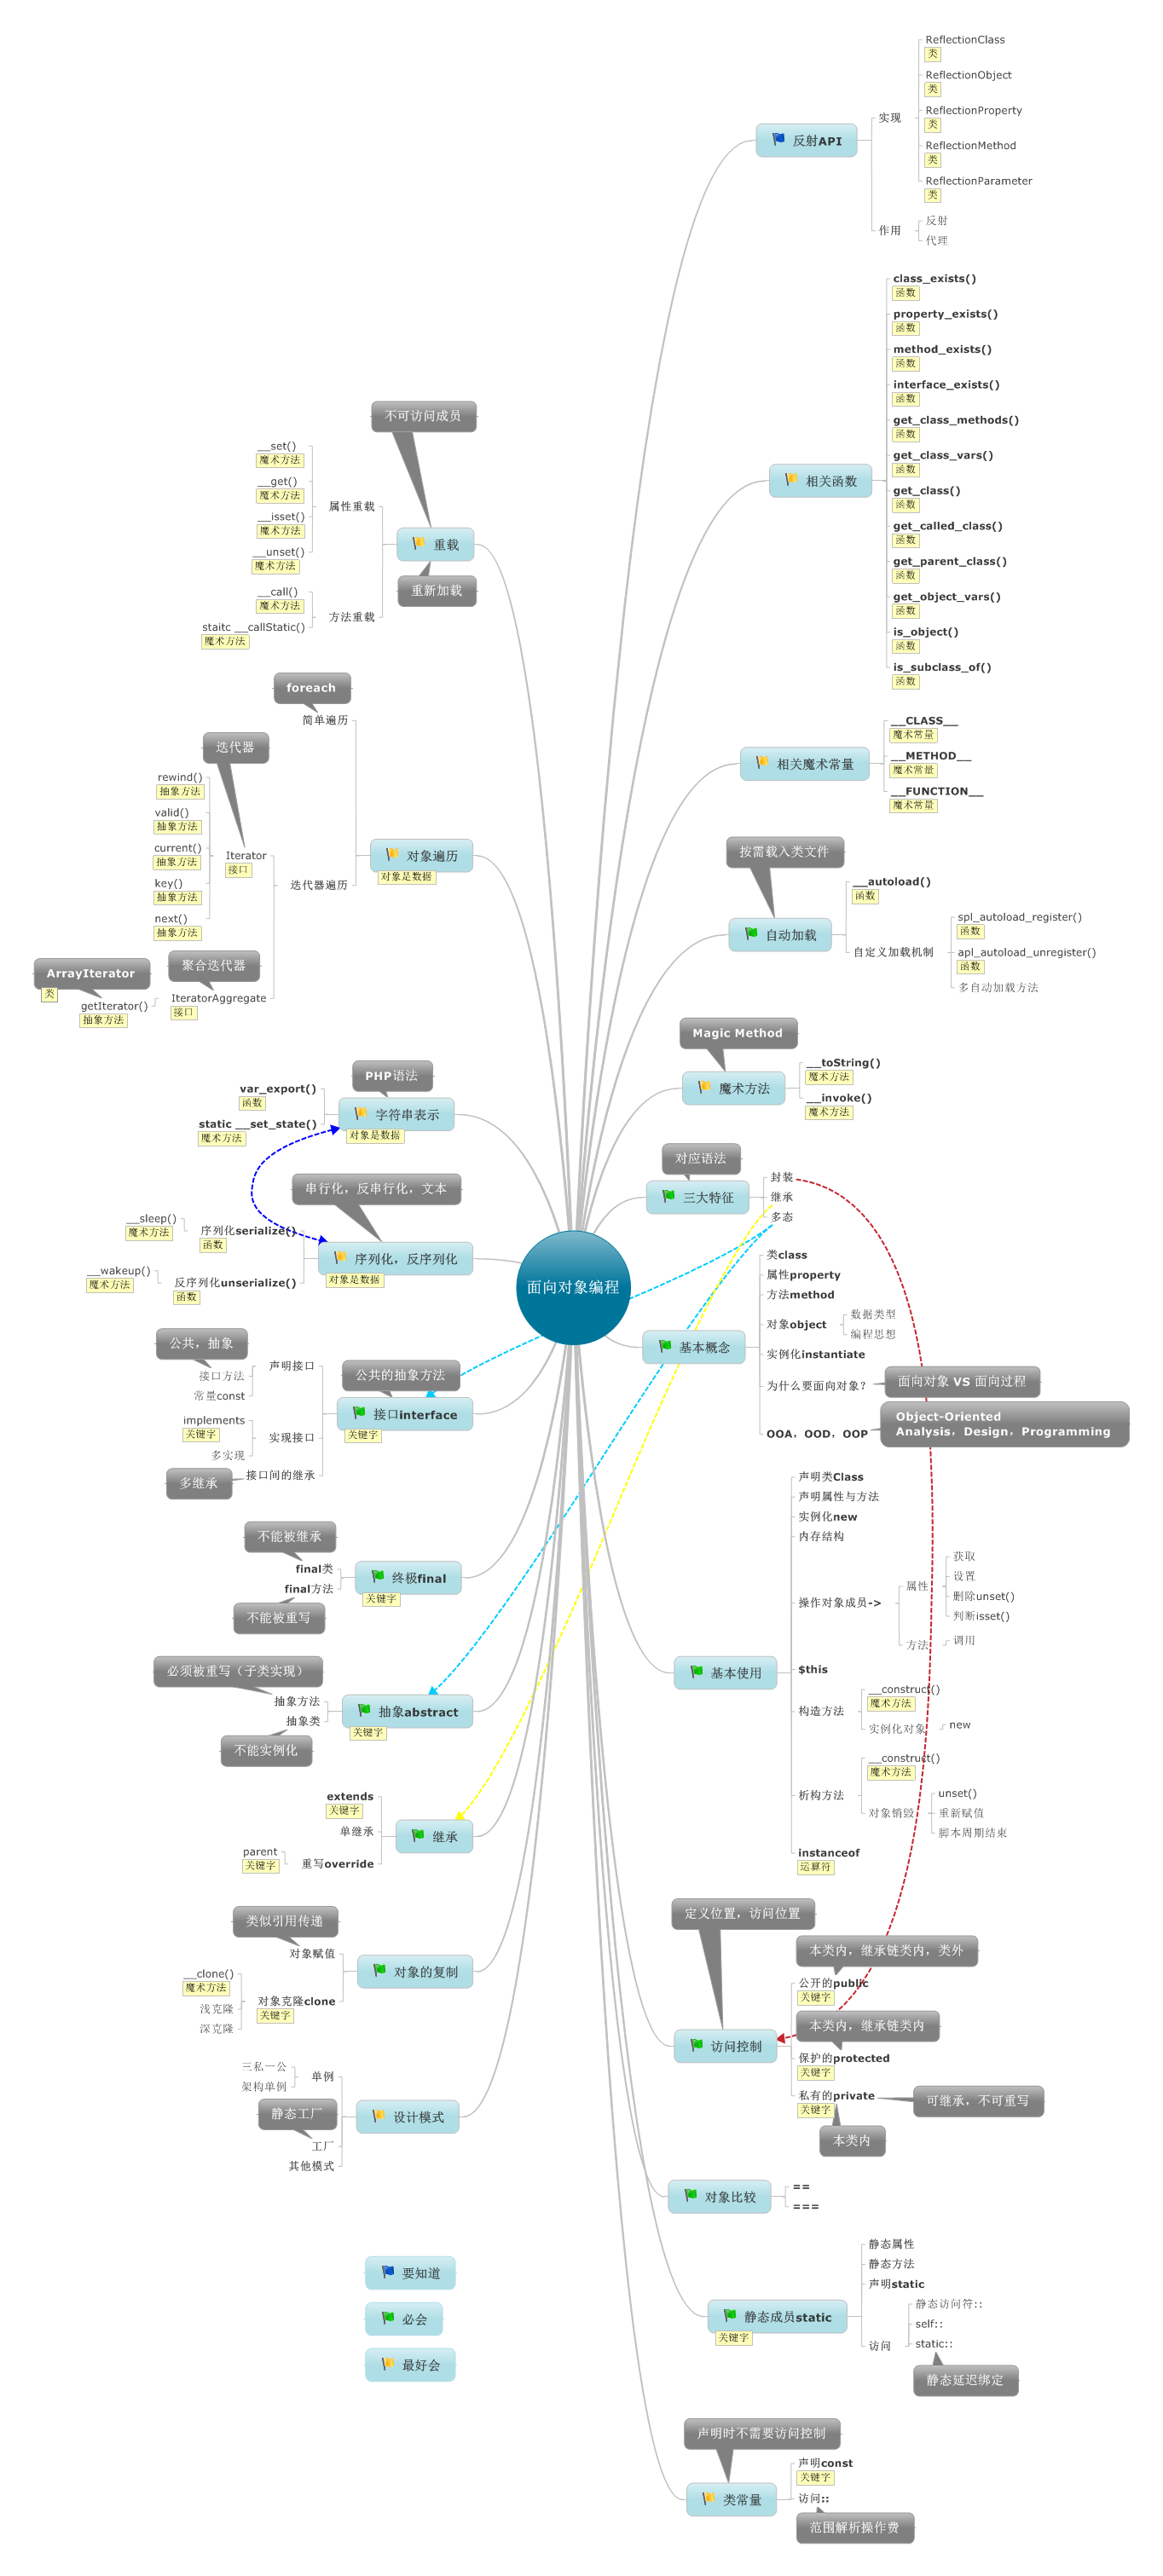 面向对象编程
反射API
实现
ReflectionClass
类
ReflectionObject
类
ReflectionProperty
类
ReflectionMethod
类
ReflectionParameter
类
作用
反射
代理
相关函数
class_exists()
函数
property_exists()
函数
method_exists()
函数
interface_exists()
函数
get_class_methods()
函数
get_class_vars()
函数
get_class()
函数
get_called_class()
函数
get_parent_class()
函数
get_object_vars()
函数
is_object()
函数
is_subclass_of()
函数
相关魔术常量
__CLASS__
魔术常量
__METHOD__
魔术常量
__FUNCTION__
魔术常量
按需载入类文件
自动加载
__autoload()
函数
自定义加载机制
spl_autoload_register()
函数
apl_autoload_unregister()
函数
多自动加载方法
Magic Method
魔术方法
__toString()
魔术方法
__invoke()
魔术方法
对应语法
三大特征
封装
继承
多态
基本概念
类class
属性property
方法method
对象object
数据类型
编程思想
实例化instantiate
为什么要面向对象?
面向对象 VS 面向过程
OOA，OOD，OOP
Object-Oriented
Analysis，Design，Programming
基本使用
声明类Class
声明属性与方法
实例化new
内存结构
操作对象成员->
属性
获取
设置
删除unset()
判断isset()
方法
调用
$this
构造方法
__construct()
魔术方法
实例化对象
new
析构方法
__construct()
魔术方法
对象销毁
unset()
重新赋值
脚本周期结束
instanceof
运算符
定义位置，访问位置
访问控制
本类内，继承链类内，类外
公开的public
关键字
本类内，继承链类内
保护的protected
关键字
私有的private
关键字
可继承，不可重写
本类内
对象比较
==
===
静态成员static
关键字
静态属性
静态方法
声明static
访问
静态访问符::
self::
static::
静态延迟绑定
声明时不需要访问控制
类常量
声明const
关键字
访问::
范围解析操作费
不可访问成员
重载
重新加载
属性重载
__set()
魔术方法
__get()
魔术方法
__isset()
魔术方法
__unset()
魔术方法
方法重载
__call()
魔术方法
staitc __callStatic()
魔术方法
对象遍历
对象是数据
foreach
简单遍历
迭代器遍历
迭代器
Iterator
接口
rewind()
抽象方法
valid()
抽象方法
current()
抽象方法
key()
抽象方法
next()
抽象方法
聚合迭代器
IteratorAggregate
接口
ArrayIterator
类
getIterator()
抽象方法
PHP语法
字符串表示
对象是数据
var_export()
函数
static __set_state()
魔术方法
串行化，反串行化，文本
序列化，反序列化
对象是数据
序列化serialize()
函数
__sleep()
魔术方法
反序列化unserialize()
函数
__wakeup()
魔术方法
公共的抽象方法
接口interface
关键字
声明接口
公共，抽象
接口方法
常量const
实现接口
implements
关键字
多实现
接口间的继承
多继承
终极final
关键字
不能被继承
final类
final方法
不能被重写
抽象abstract
关键字
必须被重写（子类实现）
抽象方法
抽象类
不能实例化
继承
extends
关键字
单继承
重写override
parent
关键字
对象的复制
类似引用传递
对象赋值
对象克隆clone
关键字
__clone()
魔术方法
浅克隆
深克隆
设计模式
单例
三私一公
架构单例
静态工厂
工厂
其他模式
要知道
必会
最好会